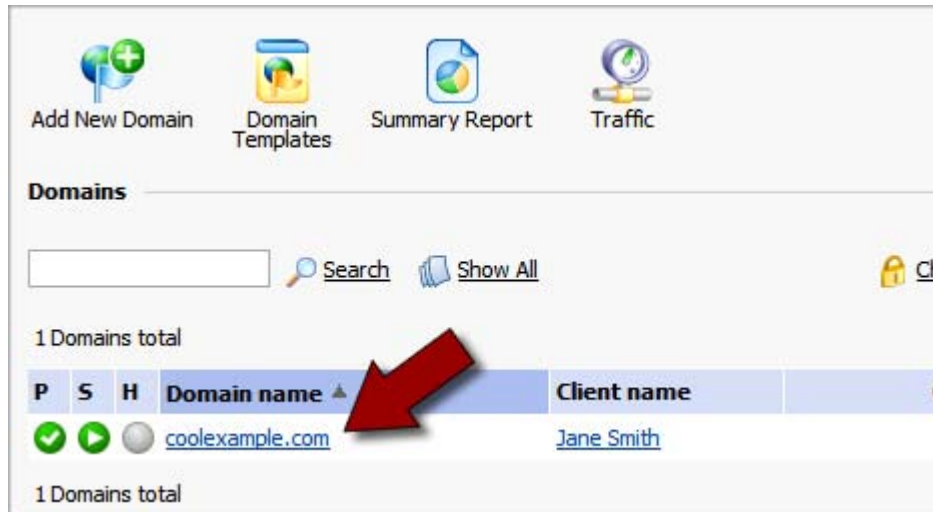 Add New Domain
Domain Templates
Summary Report
Traffic
Domains
Search Show All
1 Domains total
P S H Domain name Client name
coolexample.com Jane Smith
1 Domains total